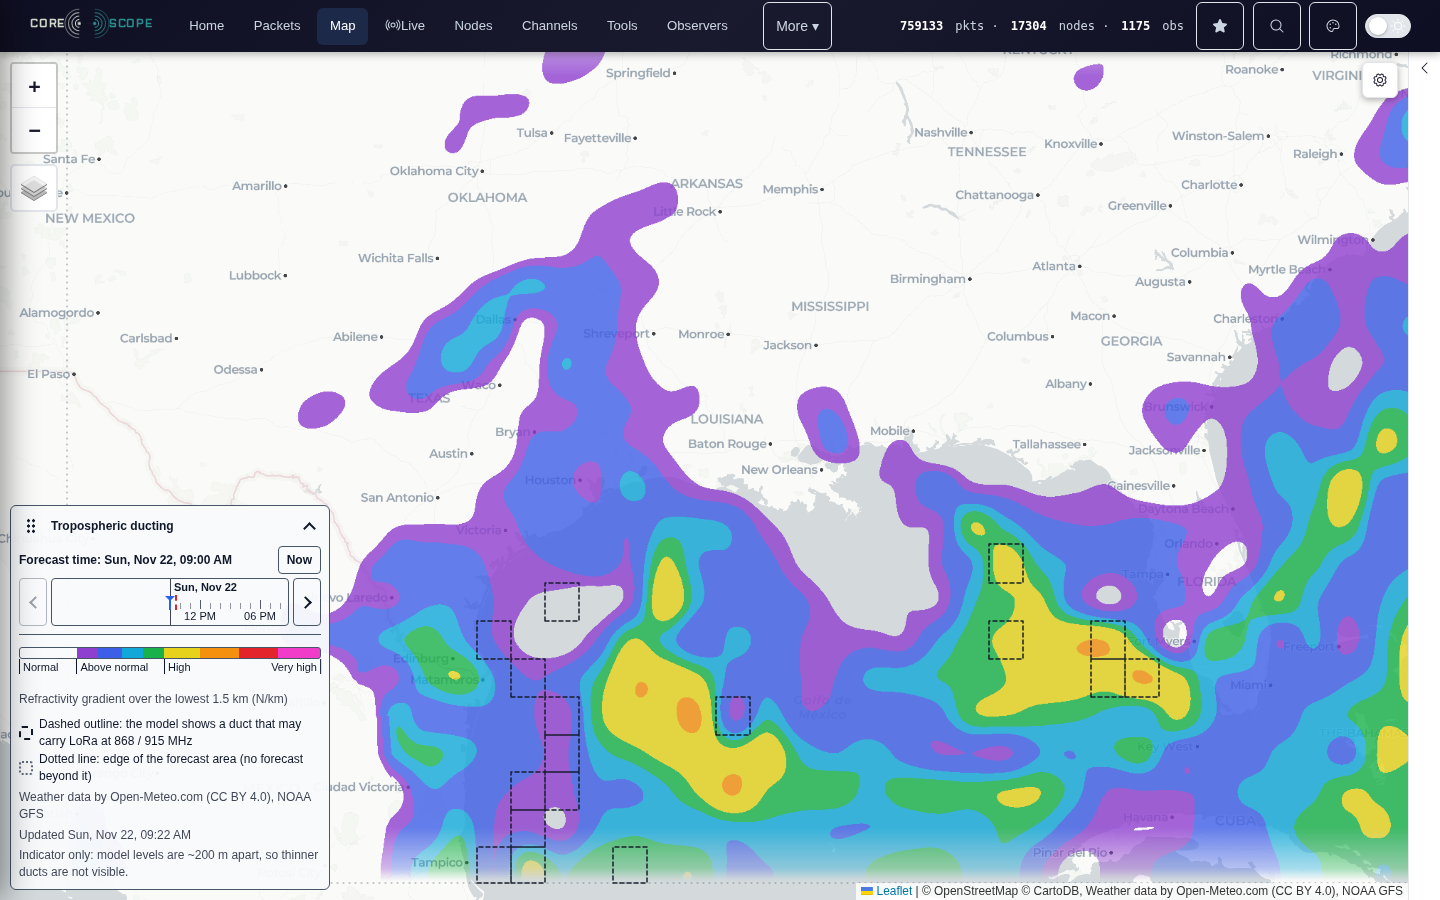 CORE SCOPE
Home
Packets
Map
Live
Nodes
Channels
Tools
Observers
More ▾
759133 pkts · 17304 nodes · 1175 obs
+
−
Springfield
Roanoke
Richmond
VIRGINI
KENTUCKY
Tulsa
Fayetteville
Nashville
TENNESSEE
Knoxville
Winston-Salem
Raleigh
Santa Fe
Amarillo
Oklahoma City
OKLAHOMA
ARKANSAS
Memphis
Chattanooga
Charlotte
Greenville
Little Rock
NEW MEXICO
Wilmington
Wichita Falls
Lubbock
Birmingham
Atlanta
Columbia
Myrtle Beach
Augusta
Alamogordo
MISSISSIPPI
Macon
Charleston
Dallas
Carlsbad
Abilene
Shreveport
Monroe
Jackson
Columbus
GEORGIA
Savannah
El Paso
Odessa
Waco
Albany
TEXAS
Brunswick
Bryan
LOUISIANA
Mobile
Baton Rouge
Tallahassee
Jacksonville
Austin
New Orleans
Houston
Gainesville
San Antonio
Daytona Beach
Victoria
Orlando
Tampa
FLORIDA
vo Laredo
Fort Myers
Freeport
Edinburg
Matamoros
Miami
Golfo de
México
Key West
THE BAHAMAS
udad Victoria
Havana
CUBA
Pinar del Río
Tampico
Tropospheric ducting
Forecast time: Sun, Nov 22, 09:00 AM
Now
Sun, Nov 22
12 PM
06 PM
Normal
Above normal
High
Very high
Refractivity gradient over the lowest 1.5 km (N/km)
Dashed outline: the model shows a duct that may
carry LoRa at 868 / 915 MHz
Dotted line: edge of the forecast area (no forecast
beyond it)
Weather data by Open-Meteo.com (CC BY 4.0), NOAA
GFS
Updated Sun, Nov 22, 09:22 AM
Indicator only: model levels are ~200 m apart, so thinner
ducts are not visible.
Leaflet | © OpenStreetMap © CartoDB, Weather data by Open-Meteo.com (CC BY 4.0), NOAA GFS